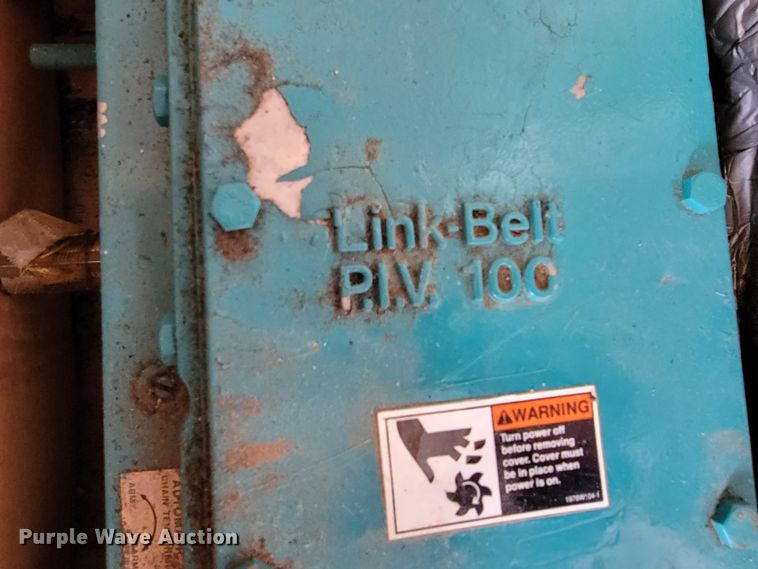 Link-Belt
P.I.V. 10C
WARNING
Turn power off
before removing
cover. Cover must
be in place when
power is on.
Purple Wave Auction